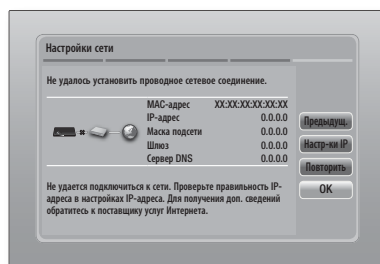 Настройки сети
Не удалось установить проводное сетевое соединение.
MAC-адрес XX:XX:XX:XX:XX:XX
IP-адрес 0.0.0.0
Маска подсети 0.0.0.0
Шлюз 0.0.0.0
Сервер DNS 0.0.0.0
Предыдущ.
Настр-ки IP
Повторить
OK
Не удается подключиться к сети. Проверьте правильность IP-
адреса в настройках IP-адреса. Для получения доп. сведений
обратитесь к поставщику услуг Интернета.